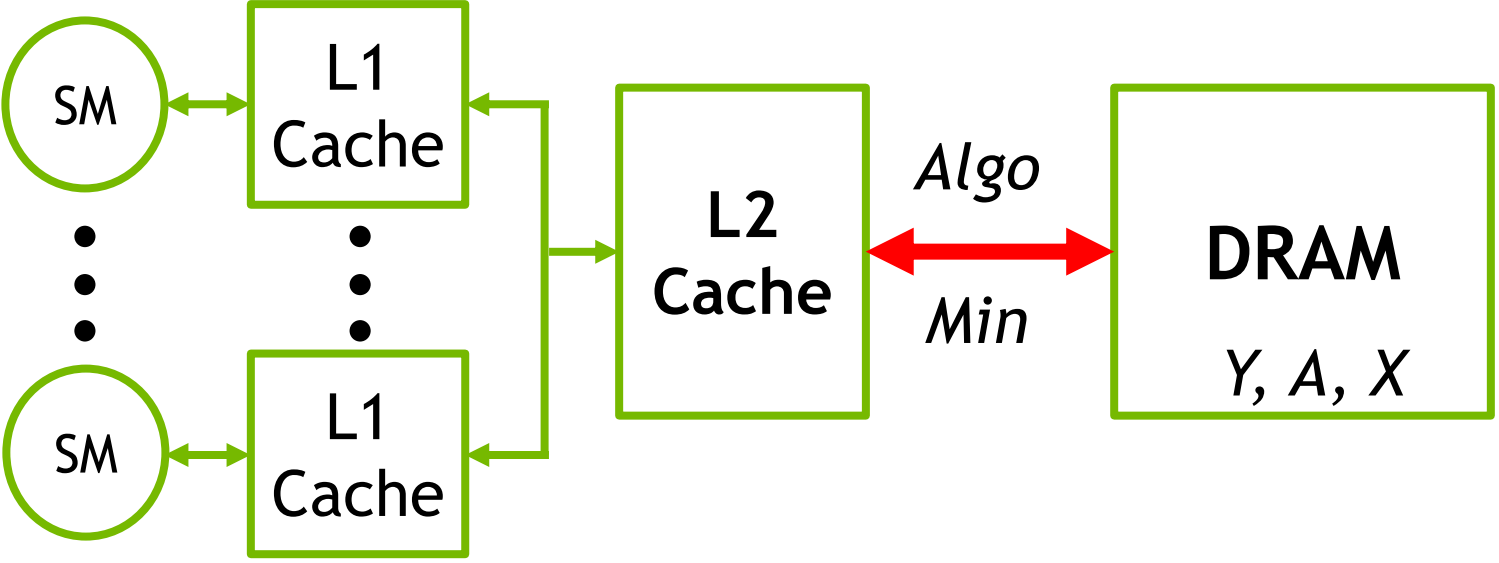 SM
L1
Cache
SM
L1
Cache
L2
Cache
Algo
Min
DRAM
Y, A, X